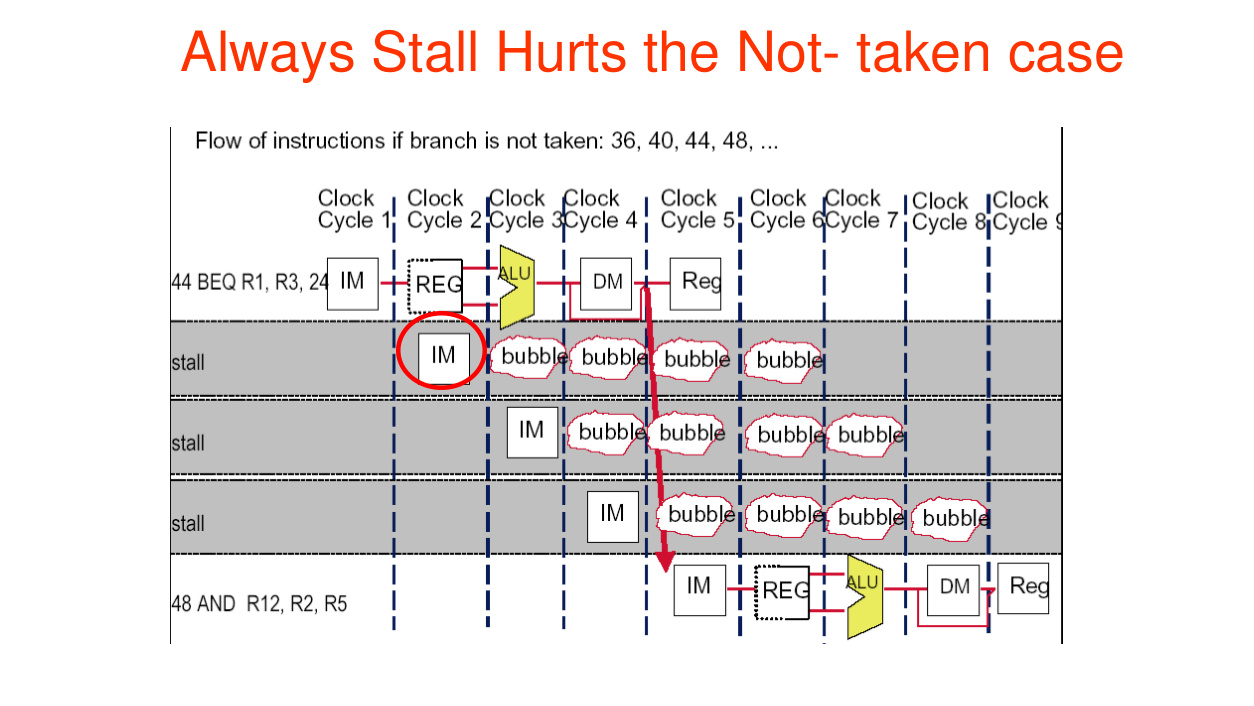 Always Stall Hurts the Not- taken case
Flow of instructions if branch is not taken: 36, 40, 44, 48, ...
Clock Clock Clock Clock Clock Clock Clock Clock Clock
Cycle 1 Cycle 2 Cycle 3 Cycle 4 Cycle 5 Cycle 6 Cycle 7 Cycle 8 Cycle 9
44 BEQ R1, R3, 24 IM REG ALU DM Reg
stall IM bubble bubble bubble bubble
stall IM bubble bubble bubble bubble
stall IM bubble bubble bubble bubble
48 AND R12, R2, R5 IM REG ALU DM Reg